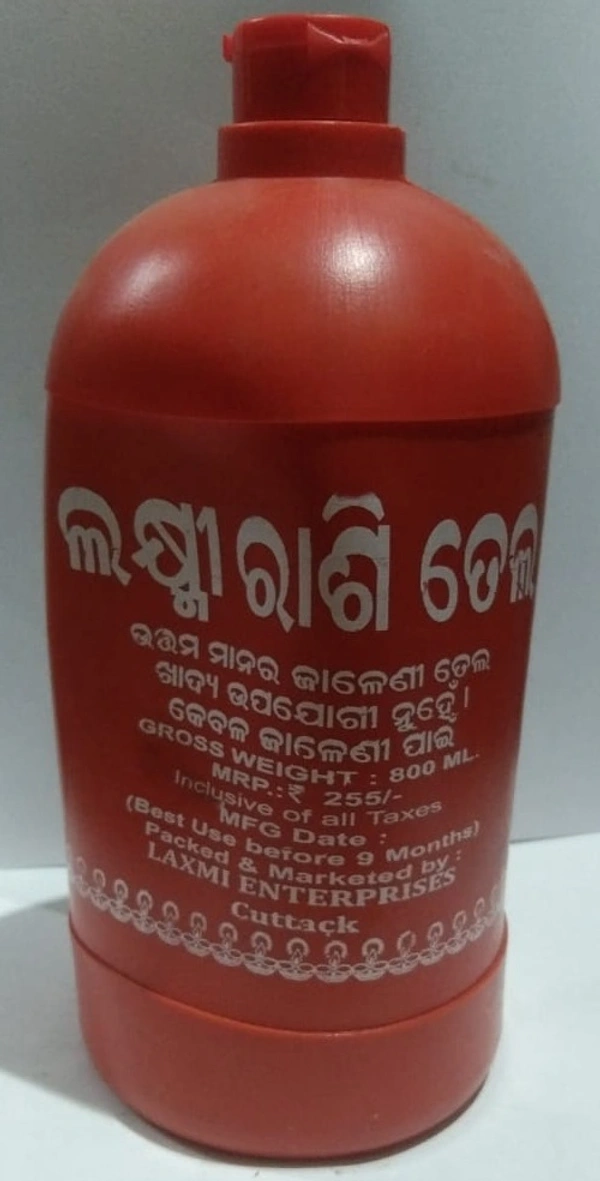 ଲକ୍ଷ୍ମୀ ରାଶି ତେଲ
ଉତ୍ତମ ମାନର ଜାଳେଣୀ ତେଲ
ଖାଦ୍ୟ ଉପଯୋଗୀ ନୁହେଁ ।
କେବଳ ଜାଳେଣୀ ପାଇଁ
GROSS WEIGHT : 800 ML.
MRP.:₹ 255/-
Inclusive of all Taxes
MFG Date :
(Best Use before 9 Months)
Packed & Marketed by :
LAXMI ENTERPRISES
Cuttack